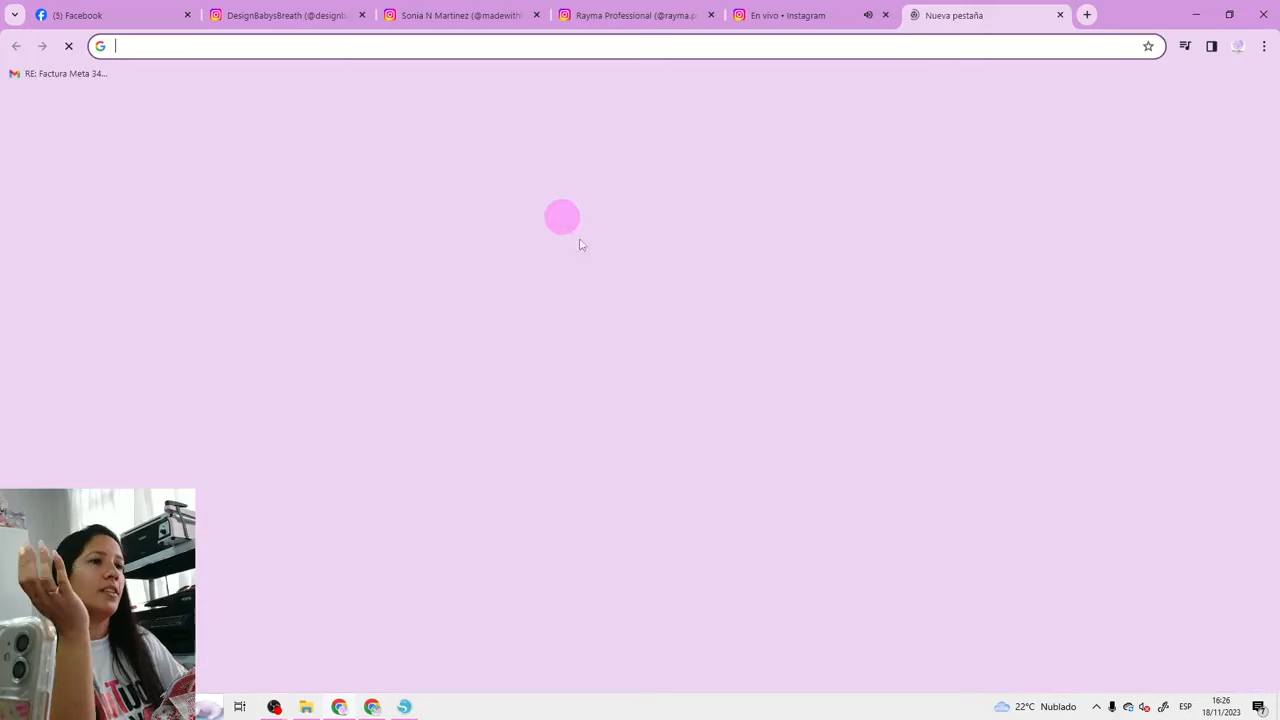 (5) Facebook
DesignBabysBreath (@designb
Sonia N Martinez (@madewith
Rayma Professional (@rayma.p
En vivo • Instagram
Nueva pestaña
RE: Factura Meta 34...
22°C Nublado
ESP
16:26
18/11/2023